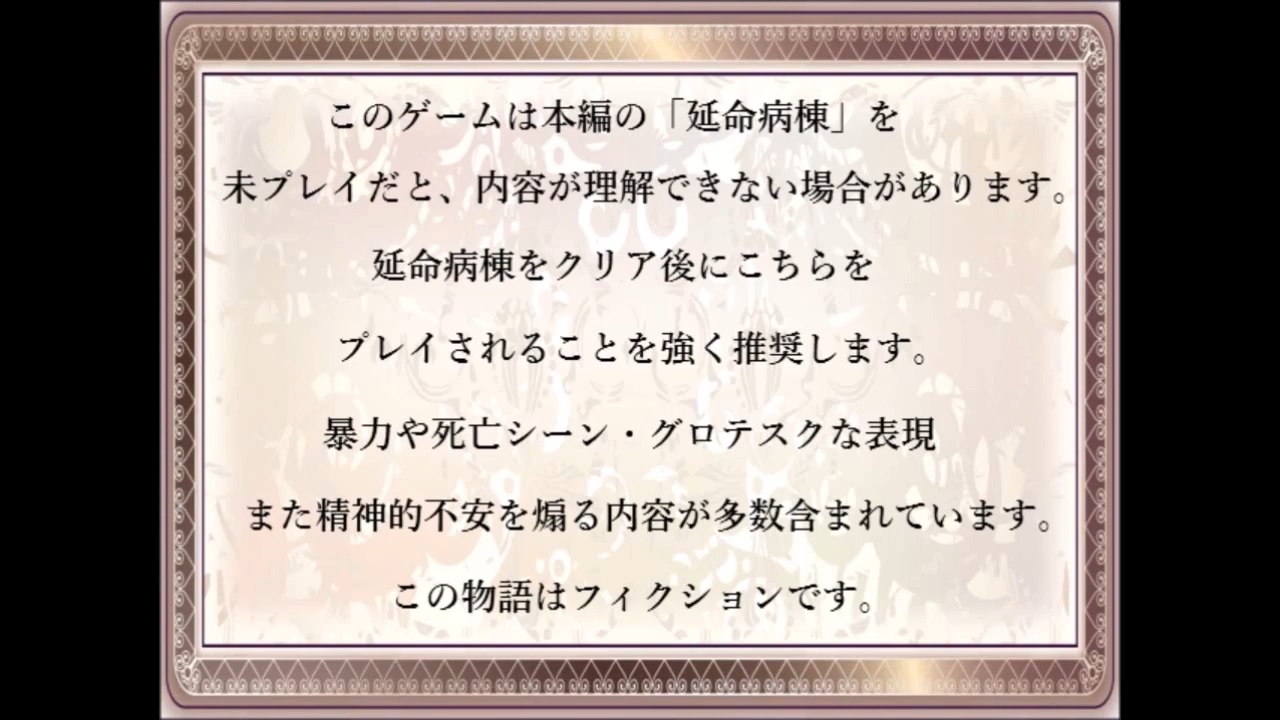 このゲームは本編の「延命病棟」を
未プレイだと、内容が理解できない場合があります。
延命病棟をクリア後にこちらを
プレイされることを強く推奨します。
暴力や死亡シーン・グロテスクな表現
また精神的不安を煽る内容が多数含まれています。
この物語はフィクションです。